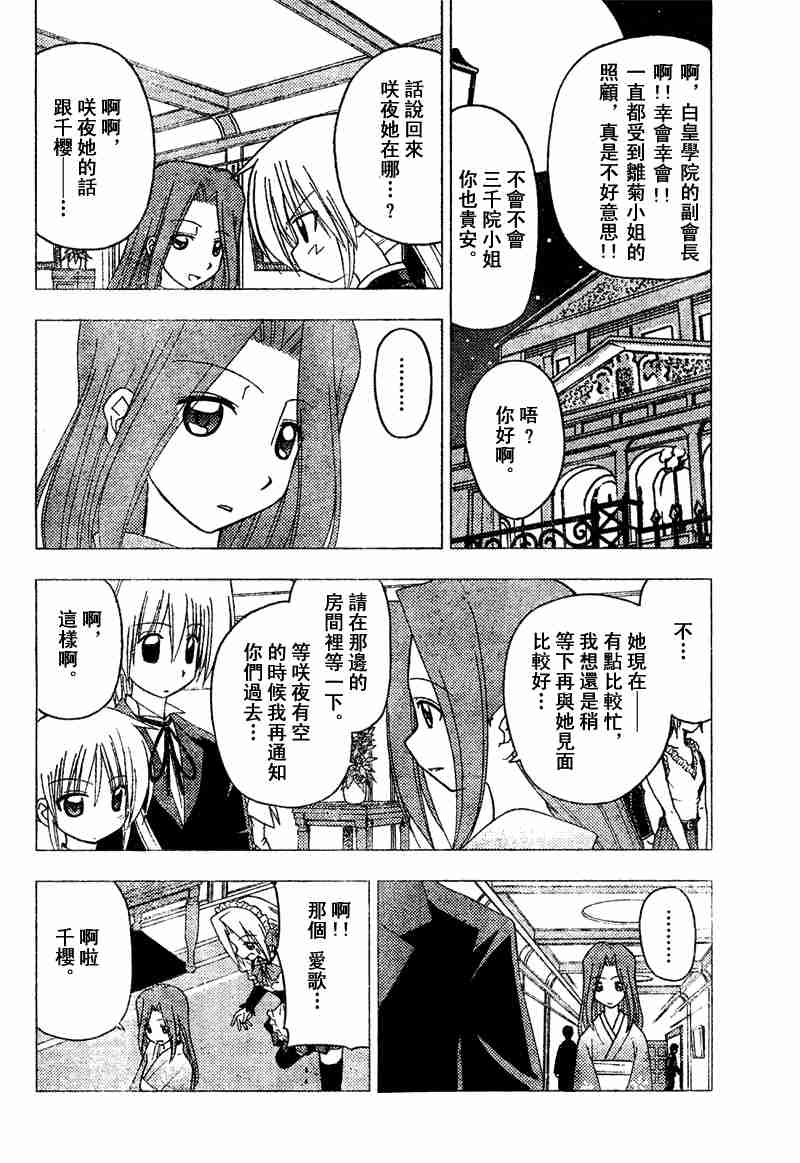 啊，白皇學院的副會長
啊!!幸會幸會!!
一直都受到雛菊小姐的
照顧，真是不好意思!!
不會不會
三千院小姐
你也貴安。
唔？
你好啊。
話說回來
咲夜她在哪…？
啊啊，
咲夜她的話
跟千櫻——…
………
不…
她現在——
有點比較忙，
我想還是稍
等下再與她見面
比較好…
請在那邊的
房間裡等一下。
等咲夜有空
的時候我再通知
你們過去…
啊，
這樣啊。
啊!!
那個 愛歌…
啊啦
千櫻。